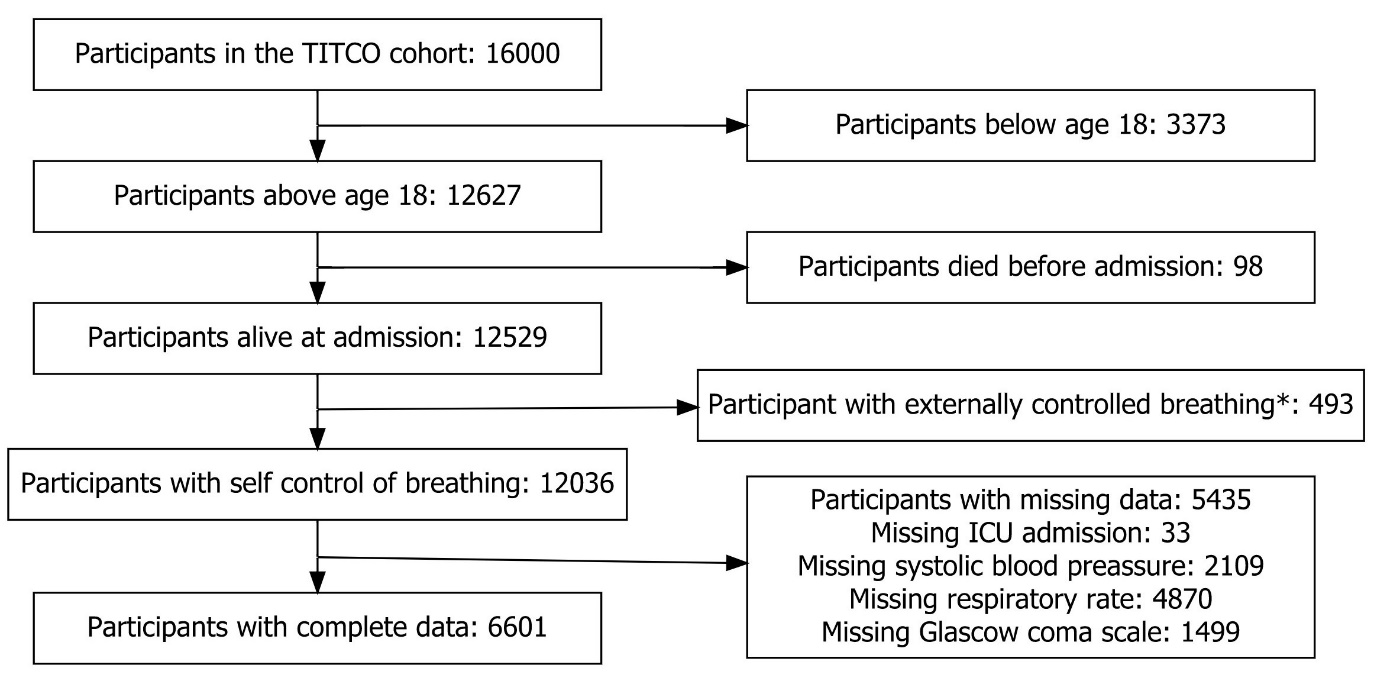 Participants in the TITCO cohort: 16000
Participants below age 18: 3373
Participants above age 18: 12627
Participants died before admission: 98
Participants alive at admission: 12529
Participant with externally controlled breathing*: 493
Participants with self control of breathing: 12036
Participants with missing data: 5435
Missing ICU admission: 33
Missing systolic blood preassure: 2109
Missing respiratory rate: 4870
Missing Glascow coma scale: 1499
Participants with complete data: 6601